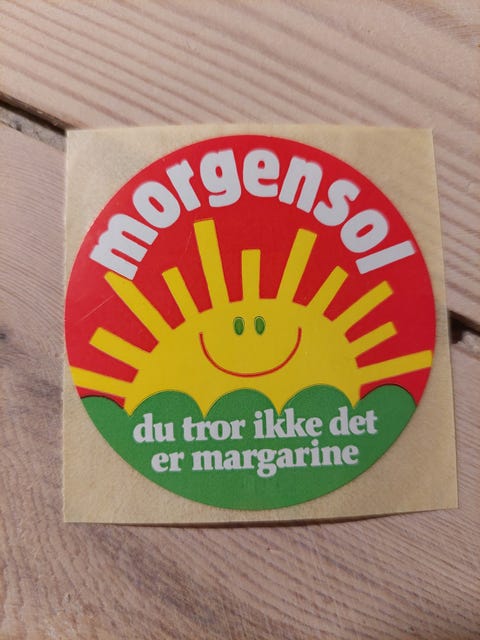 morgensol
du tror ikke det
er margarine